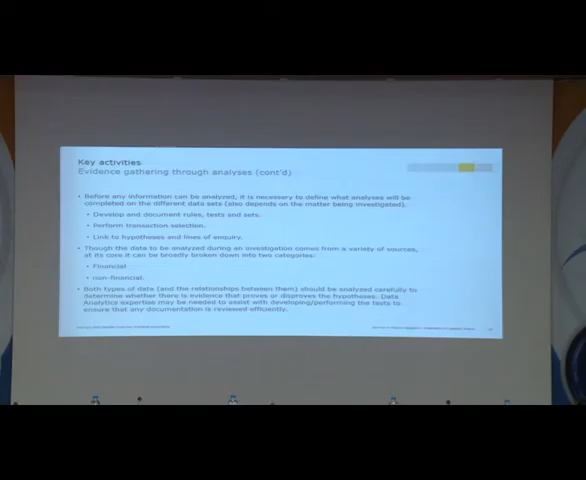 Key activities
Evidence gathering through analyses (cont'd)
• Before any information can be analyzed, it is necessary to define what analyses will be
completed on the different data sets (also depends on the matter being investigated).
• Develop and document rules, tests and sets.
• Perform transaction selection.
• Link to hypotheses and lines of enquiry.
• Though the data to be analyzed during an investigation comes from a variety of sources,
at its core it can be broadly broken down into two categories:
• Financial
• non-financial.
• Both types of data (and the relationships between them) should be analyzed carefully to
determine whether there is evidence that proves or disproves the hypotheses. Data
Analytics expertise may be needed to assist with developing/performing the tests to
ensure that any documentation is reviewed efficiently.